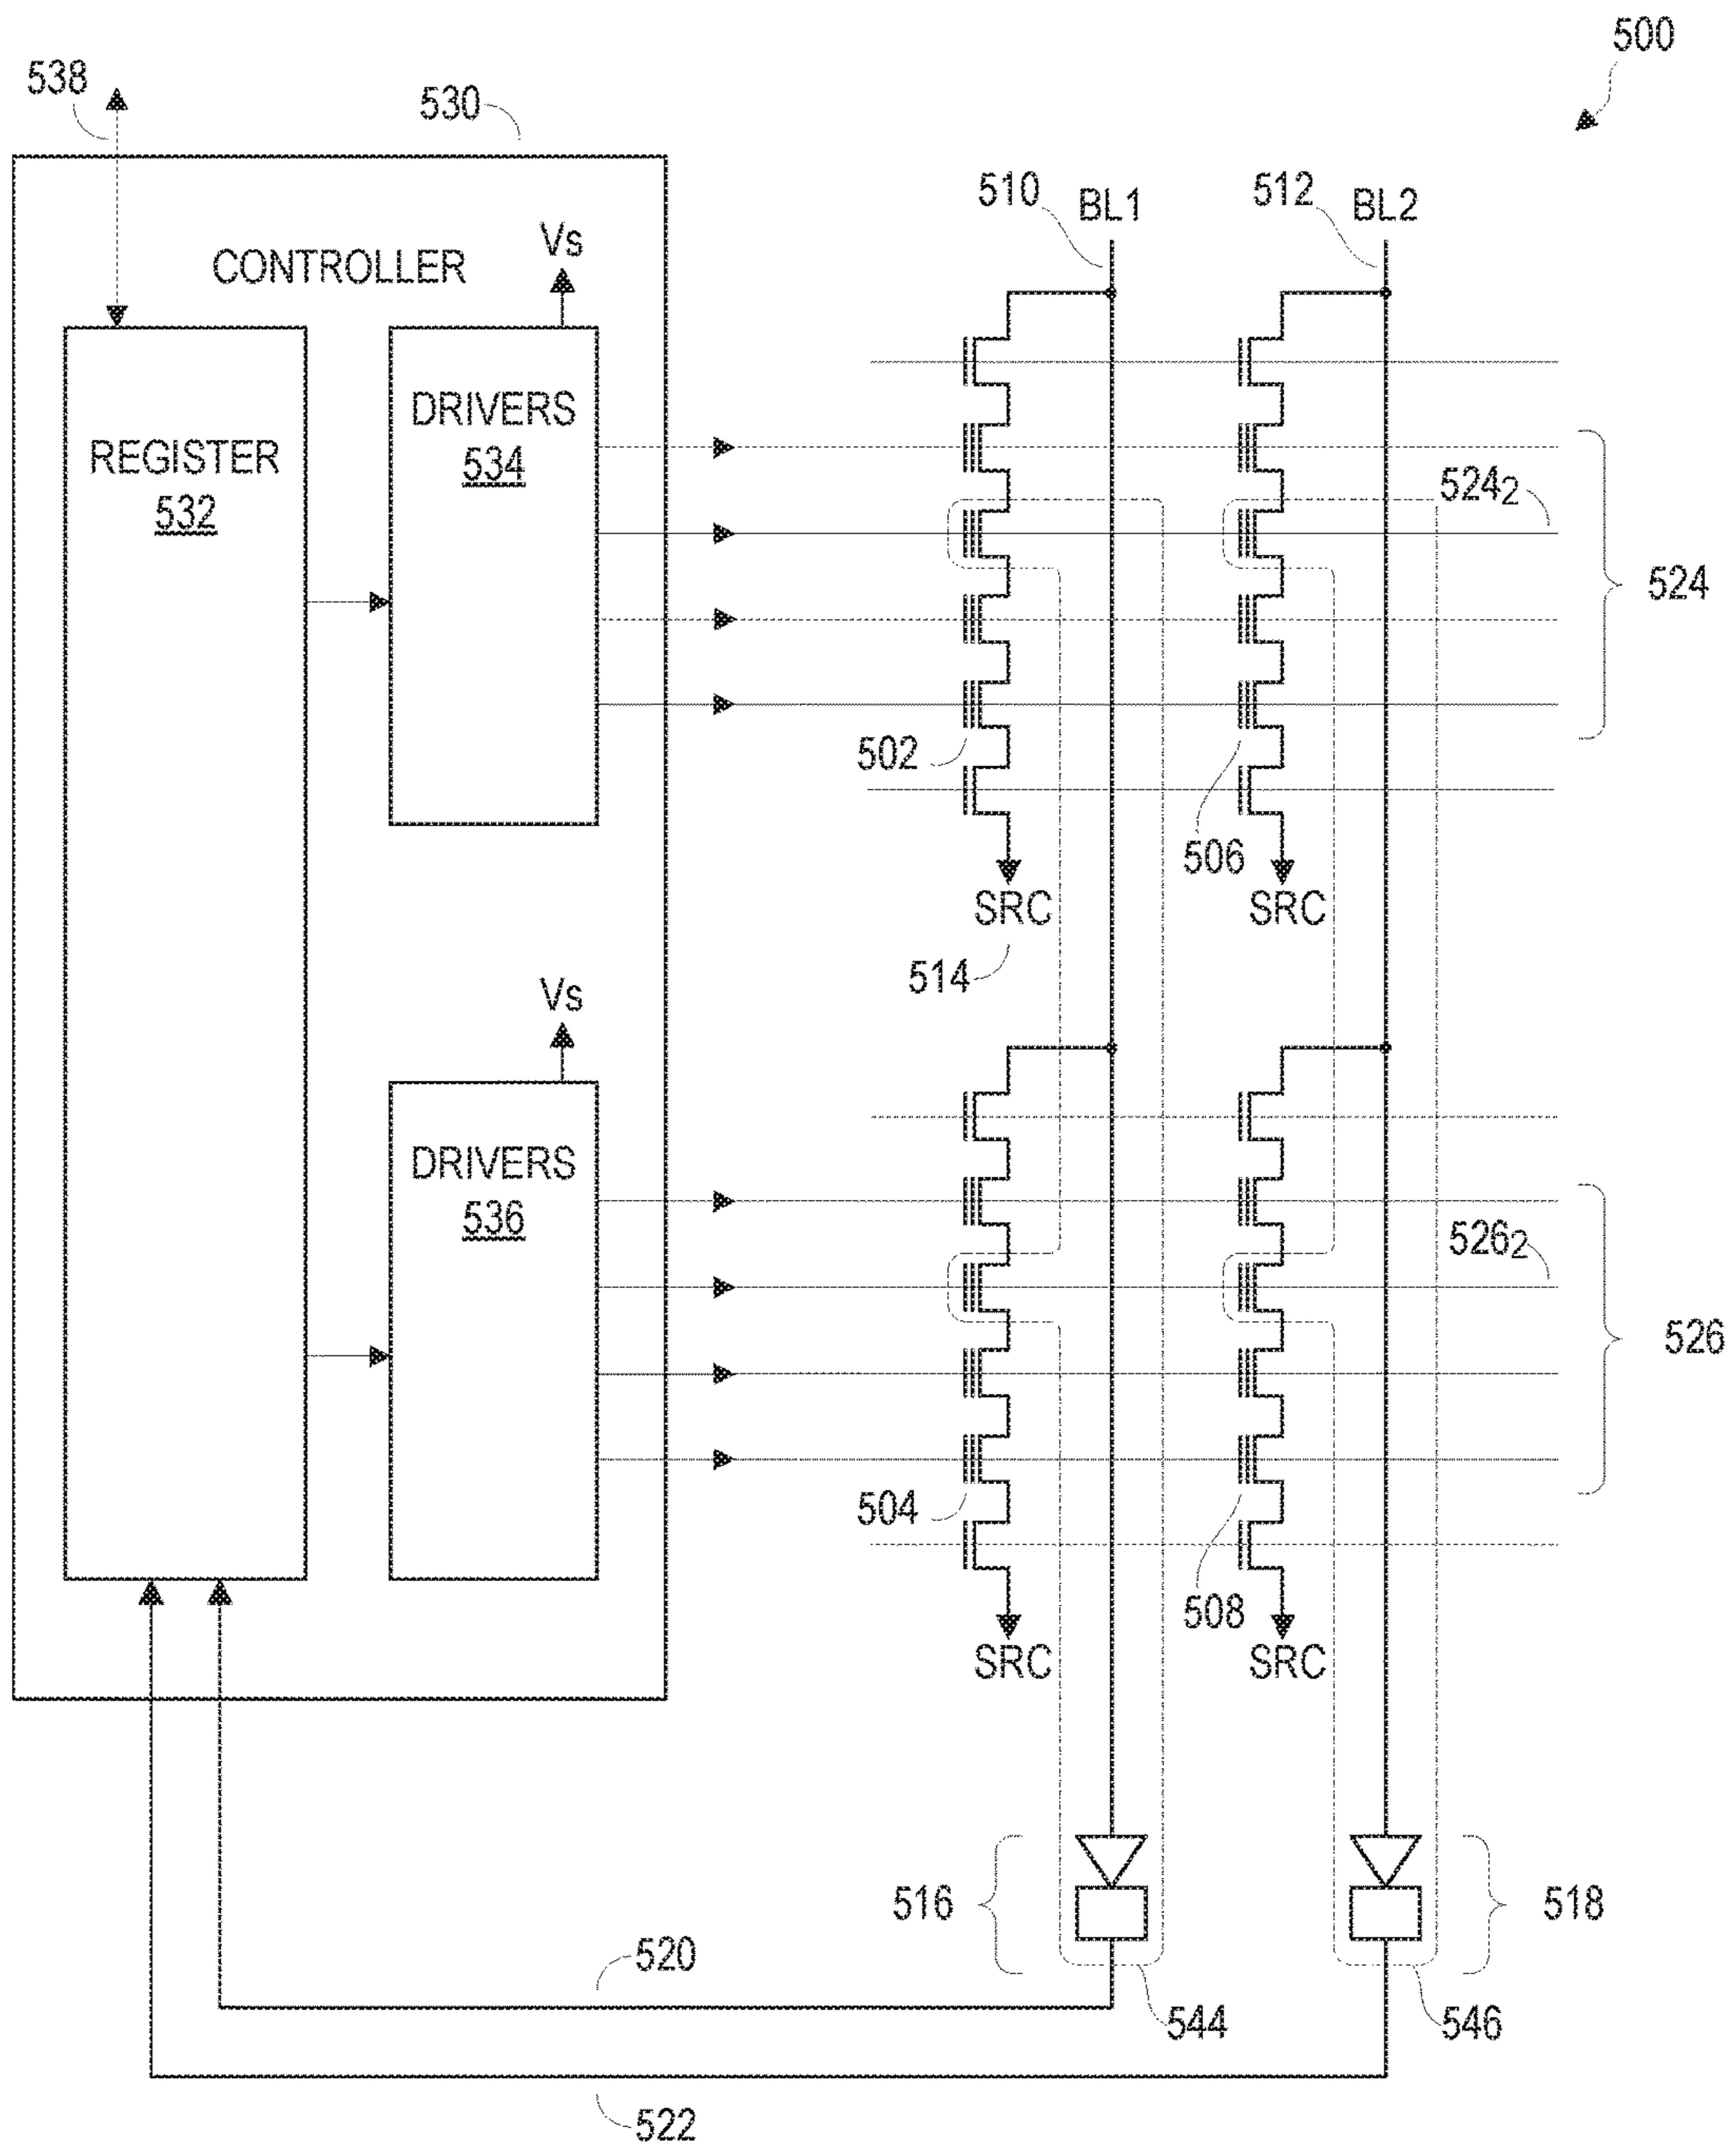 500
538
530
510
BL1
512
BL2
Vs
CONTROLLER
DRIVERS
534
REGISTER
532
524₂
524
502
506
SRC
SRC
514
Vs
DRIVERS
536
526₂
526
504
508
SRC
SRC
516
518
520
544
546
522